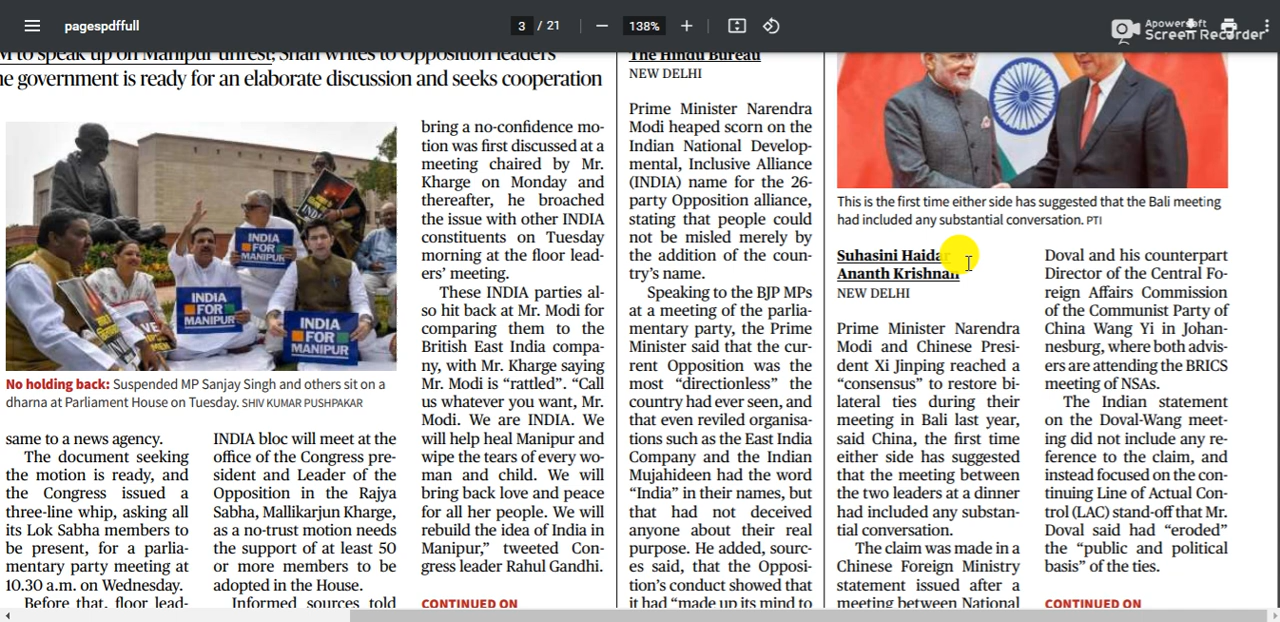 pagespdffull
3 / 21
138%
Apowersoft
Screen Recorder
M to speak up on Manipur unrest; Shah writes to Opposition leaders
he government is ready for an elaborate discussion and seeks cooperation
INDIA
FOR
MANIPUR
INDIA
FOR
MANIPUR
INDIA
FOR
MANIPUR
No holding back: Suspended MP Sanjay Singh and others sit on a
dharna at Parliament House on Tuesday. SHIV KUMAR PUSHPAKAR
same to a news agency.
The document seeking
the motion is ready, and
the Congress issued a
three-line whip, asking all
its Lok Sabha members to
be present, for a parlia-
mentary party meeting at
10.30 a.m. on Wednesday.
Before that, floor lead-
INDIA bloc will meet at the
office of the Congress pre-
sident and Leader of the
Opposition in the Rajya
Sabha, Mallikarjun Kharge,
as a no-trust motion needs
the support of at least 50
or more members to be
adopted in the House.
Informed sources told
bring a no-confidence mo-
tion was first discussed at a
meeting chaired by Mr.
Kharge on Monday and
thereafter, he broached
the issue with other INDIA
constituents on Tuesday
morning at the floor lead-
ers' meeting.
These INDIA parties al-
so hit back at Mr. Modi for
comparing them to the
British East India compa-
ny, with Mr. Kharge saying
Mr. Modi is “rattled”. “Call
us whatever you want, Mr.
Modi. We are INDIA. We
will help heal Manipur and
wipe the tears of every wo-
man and child. We will
bring back love and peace
for all her people. We will
rebuild the idea of India in
Manipur,” tweeted Con-
gress leader Rahul Gandhi.
CONTINUED ON
The Hindu Bureau
NEW DELHI
Prime Minister Narendra
Modi heaped scorn on the
Indian National Develop-
mental, Inclusive Alliance
(INDIA) name for the 26-
party Opposition alliance,
stating that people could
not be misled merely by
the addition of the coun-
try's name.
Speaking to the BJP MPs
at a meeting of the parlia-
mentary party, the Prime
Minister said that the cur-
rent Opposition was the
most “directionless” the
country had ever seen, and
that even reviled organisa-
tions such as the East India
Company and the Indian
Mujahideen had the word
“India” in their names, but
that had not deceived
anyone about their real
purpose. He added, sourc-
es said, that the Opposi-
tion's conduct showed that
it had “made up its mind to
This is the first time either side has suggested that the Bali meeting
had included any substantial conversation. PTI
Suhasini Haidar
Ananth Krishnan
NEW DELHI
Prime Minister Narendra
Modi and Chinese Presi-
dent Xi Jinping reached a
“consensus” to restore bi-
lateral ties during their
meeting in Bali last year,
said China, the first time
either side has suggested
that the meeting between
the two leaders at a dinner
had included any substan-
tial conversation.
The claim was made in a
Chinese Foreign Ministry
statement issued after a
meeting between National
Doval and his counterpart
Director of the Central Fo-
reign Affairs Commission
of the Communist Party of
China Wang Yi in Johan-
nesburg, where both advis-
ers are attending the BRICS
meeting of NSAs.
The Indian statement
on the Doval-Wang meet-
ing did not include any re-
ference to the claim, and
instead focused on the con-
tinuing Line of Actual Con-
trol (LAC) stand-off that Mr.
Doval said had “eroded”
the “public and political
basis” of the ties.
CONTINUED ON